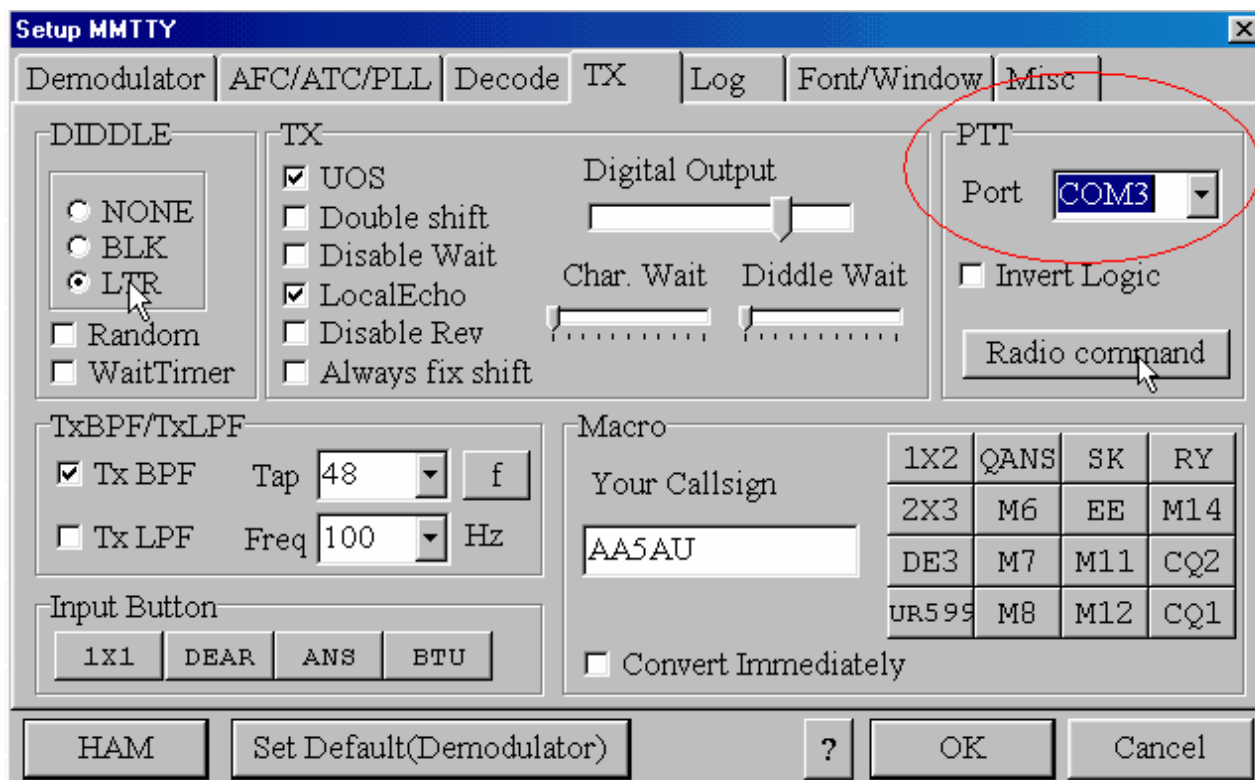 Setup MMTTY
Demodulator AFC/ATC/PLL Decode TX Log Font/Window Misc
DIDDLE
NONE
BLK
LTR
Random
WaitTimer
TX
UOS
Double shift
Disable Wait
LocalEcho
Disable Rev
Always fix shift
Digital Output
Char. Wait Diddle Wait
PTT
Port COM3
Invert Logic
Radio command
TxBPF/TxLPF
Tx BPF Tap 48 f
Tx LPF Freq 100 Hz
Input Button
1X1 DEAR ANS BTU
Macro
Your Callsign
AA5AU
1X2 QANS SK RY
2X3 M6 EE M14
DE3 M7 M11 CQ2
UR599 M8 M12 CQ1
Convert Immediately
HAM Set Default(Demodulator) ? OK Cancel